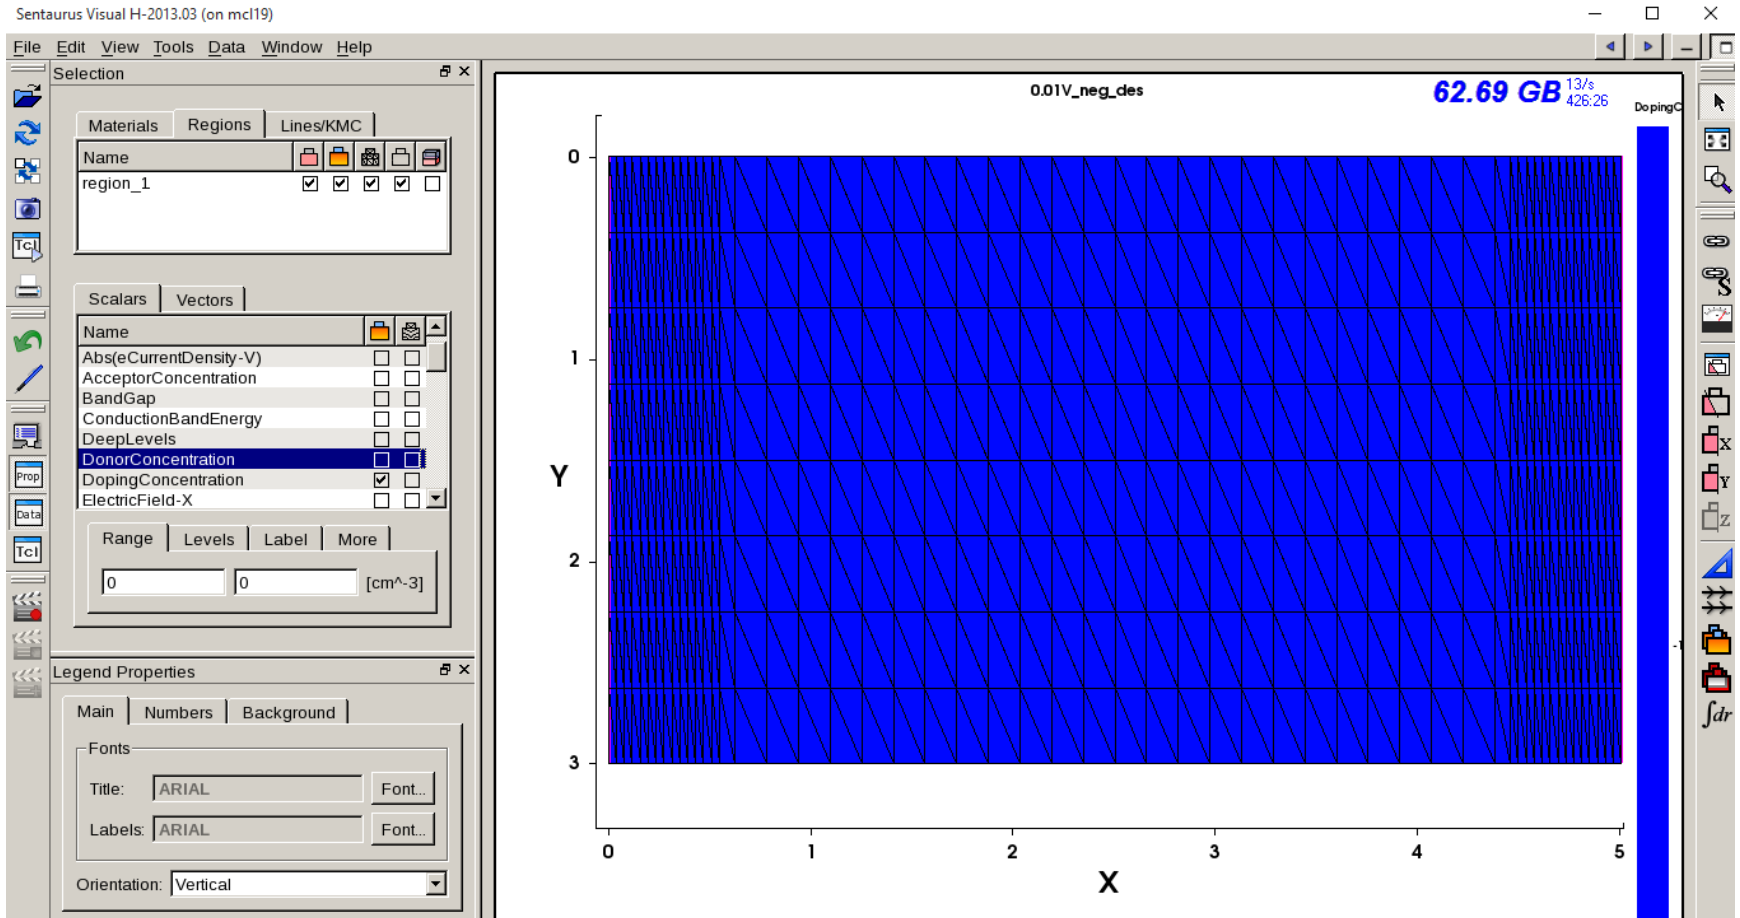 Sentaurus Visual H-2013.03 (on mcl19)
File Edit View Tools Data Window Help
Selection
Materials Regions Lines/KMC
Name
region_1
Scalars Vectors
Name
Abs(eCurrentDensity-V)
AcceptorConcentration
BandGap
ConductionBandEnergy
DeepLevels
DonorConcentration
DopingConcentration
ElectricField-X
Range Levels Label More
0 0 [cm^-3]
Legend Properties
Main Numbers Background
Fonts
Title: ARIAL Font...
Labels: ARIAL Font...
Orientation: Vertical
Tcl
Prop
Data
Tcl
0.01V_neg_des
62.69 GB 13/s
426:26
DopingC
0
1
2
3
Y
0 1 2 3 4 5
X
-1
S
X
Y
Z
∫dr